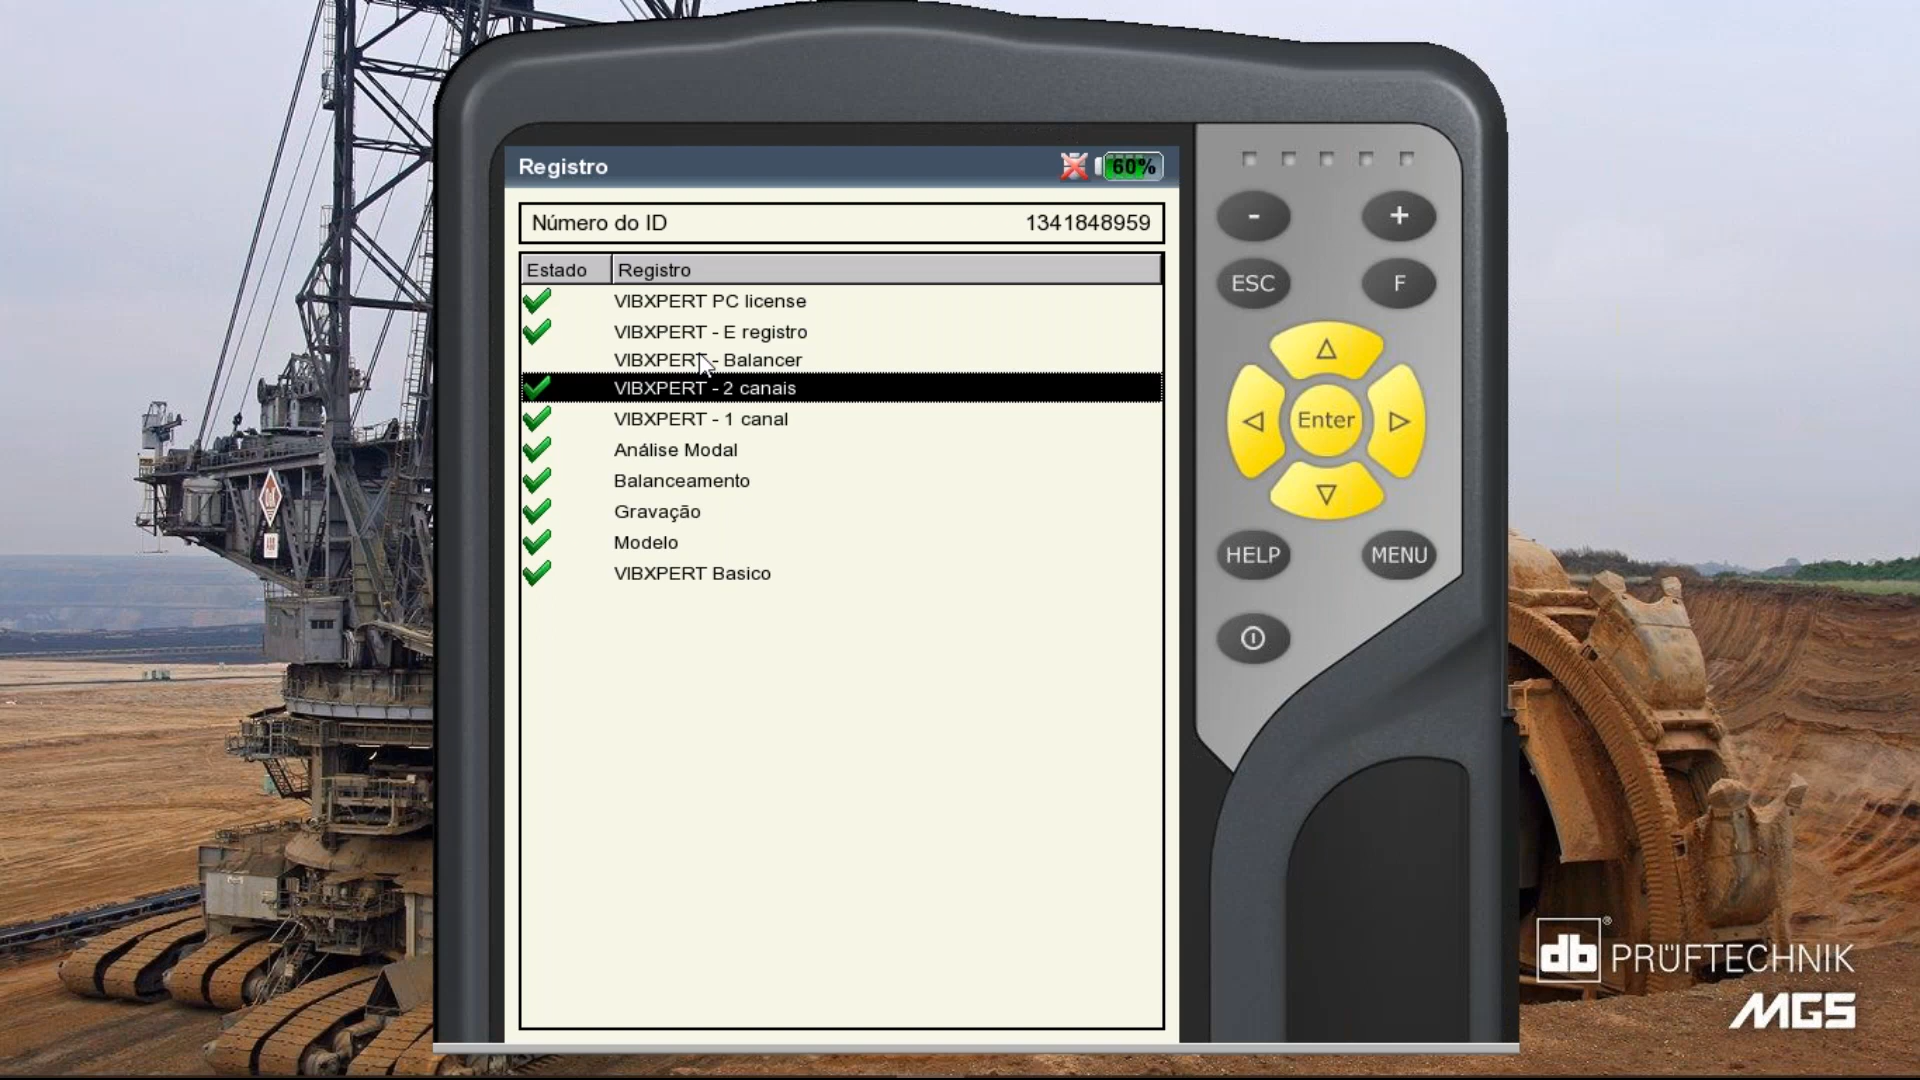 Registro
60%
Número do ID 1341848959
Estado Registro
VIBXPERT PC license
VIBXPERT - E registro
VIBXPERT - Balancer
VIBXPERT - 2 canais
VIBXPERT - 1 canal
Análise Modal
Balanceamento
Gravação
Modelo
VIBXPERT Basico
- +
ESC F
Enter
HELP MENU
db® PRÜFTECHNIK
MGS